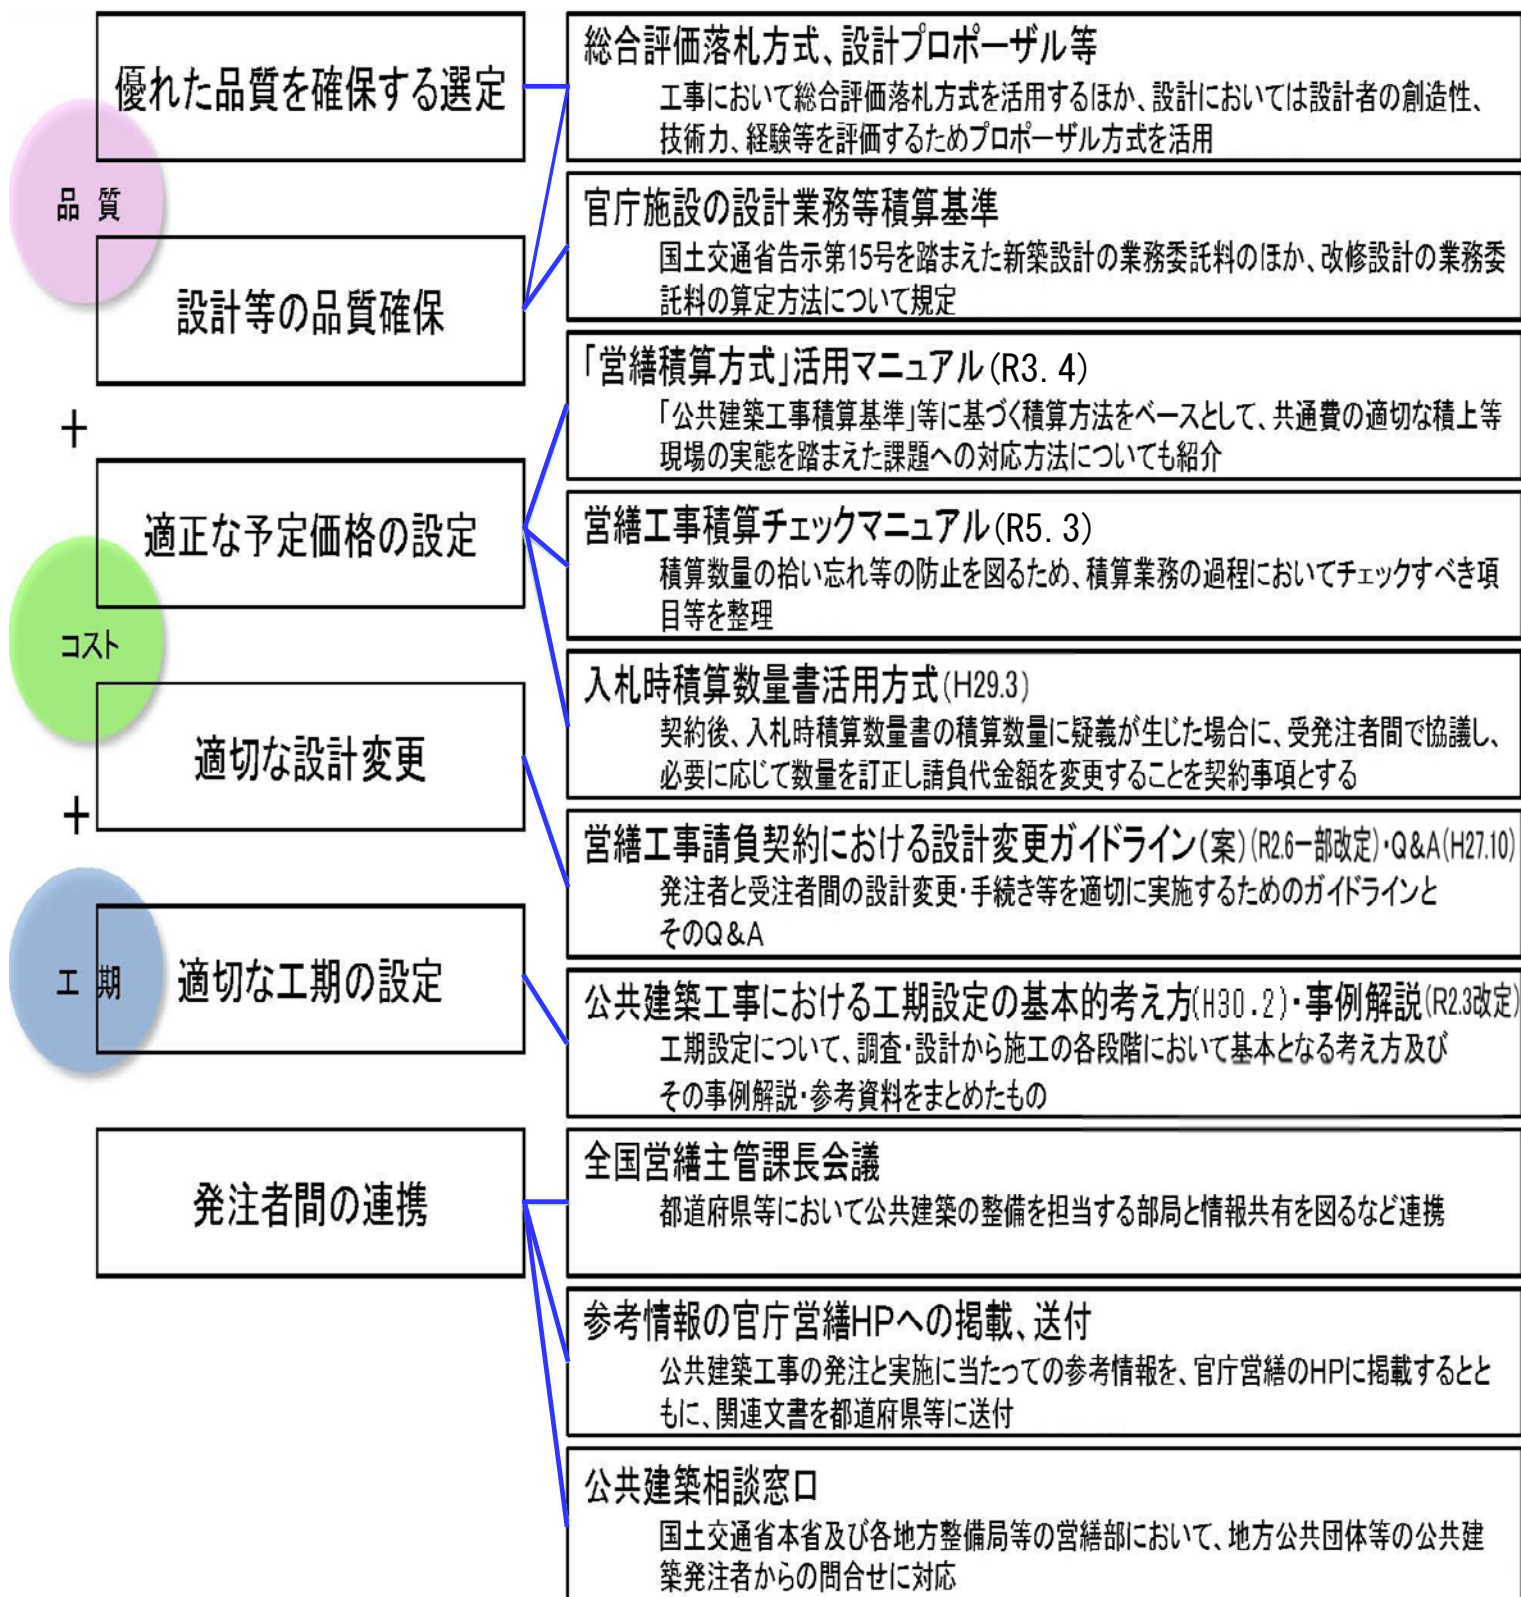 優れた品質を確保する選定
総合評価落札方式、設計プロポーザル等
工事において総合評価落札方式を活用するほか、設計においては設計者の創造性、
技術力、経験等を評価するためプロポーザル方式を活用
品 質
設計等の品質確保
官庁施設の設計業務等積算基準
国土交通省告示第15号を踏まえた新築設計の業務委託料のほか、改修設計の業務委
託料の算定方法について規定
+
適正な予定価格の設定
「営繕積算方式」活用マニュアル(R3.4)
「公共建築工事積算基準」等に基づく積算方法をベースとして、共通費の適切な積上等
現場の実態を踏まえた課題への対応方法についても紹介
営繕工事積算チェックマニュアル(R5.3)
積算数量の拾い忘れ等の防止を図るため、積算業務の過程においてチェックすべき項
目等を整理
コスト
入札時積算数量書活用方式(H29.3)
契約後、入札時積算数量書の積算数量に疑義が生じた場合に、受発注者間で協議し、
必要に応じて数量を訂正し請負代金額を変更することを契約事項とする
適切な設計変更
+
営繕工事請負契約における設計変更ガイドライン(案)(R2.6一部改定)・Q&A(H27.10)
発注者と受注者間の設計変更・手続き等を適切に実施するためのガイドラインと
そのQ&A
工 期
適切な工期の設定
公共建築工事における工期設定の基本的考え方(H30.2)・事例解説(R2.3改定)
工期設定について、調査・設計から施工の各段階において基本となる考え方及び
その事例解説・参考資料をまとめたもの
発注者間の連携
全国営繕主管課長会議
都道府県等において公共建築の整備を担当する部局と情報共有を図るなど連携
参考情報の官庁営繕HPへの掲載、送付
公共建築工事の発注と実施に当たっての参考情報を、官庁営繕のHPに掲載するとと
もに、関連文書を都道府県等に送付
公共建築相談窓口
国土交通省本省及び各地方整備局等の営繕部において、地方公共団体等の公共建
築発注者からの問合せに対応